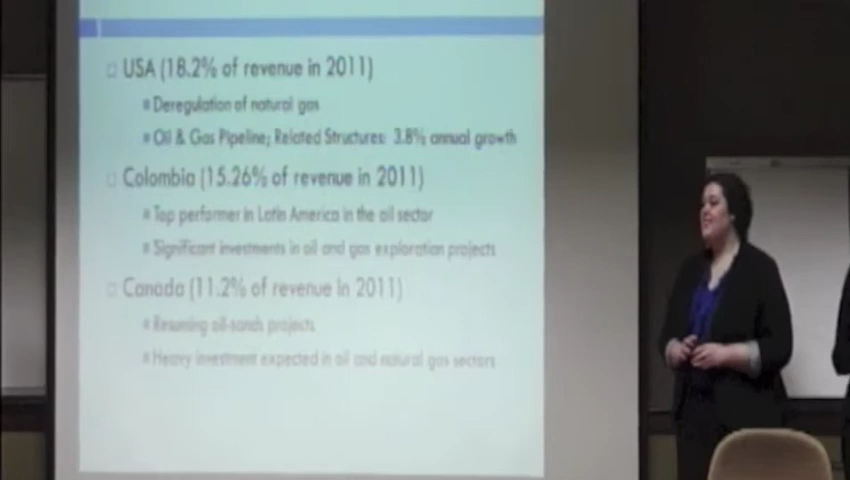 USA (18.2% of revenue in 2011)
Deregulation of natural gas
Oil & Gas Pipeline; Related Structures: 3.8% annual growth
Colombia (15.26% of revenue in 2011)
Top performer in Latin America in the oil sector
Significant investments in oil and gas exploration projects
Canada (11.2% of revenue in 2011)
Resuming oil-sands projects
Heavy investment expected in oil and natural gas sectors